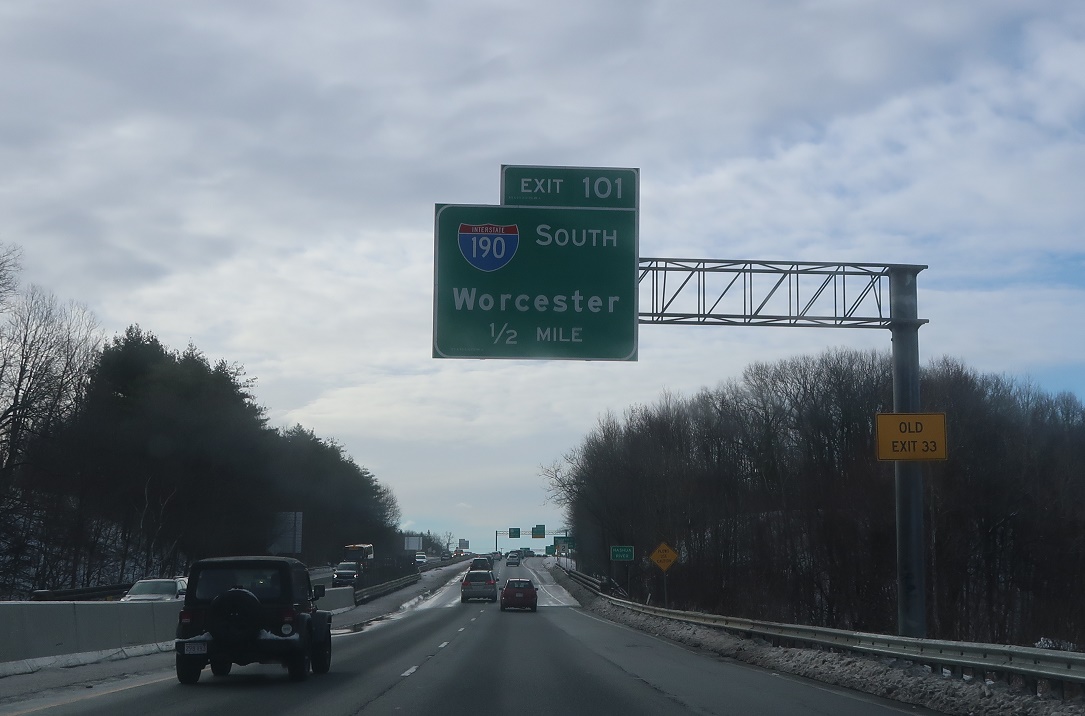 EXIT 101
INTERSTATE
190
SOUTH
Worcester
1/2 MILE
OLD
EXIT 33